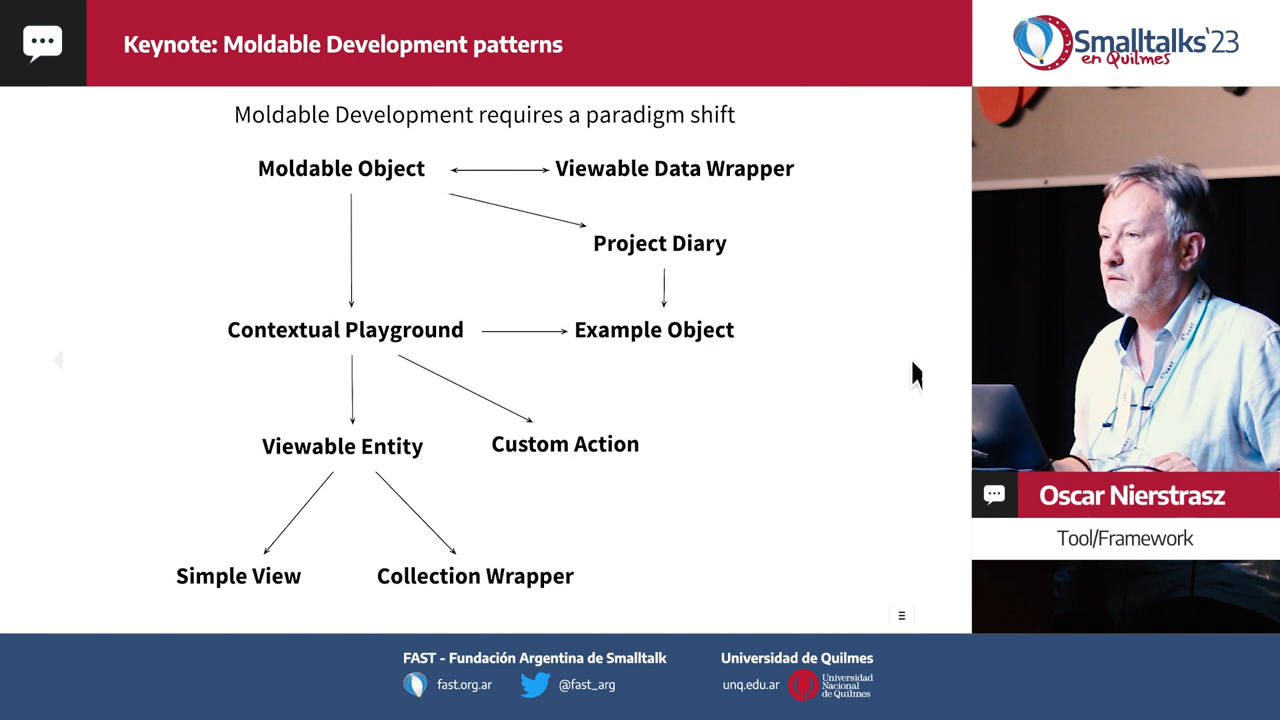 Keynote: Moldable Development patterns
Smalltalks'23
en Quilmes
Moldable Development requires a paradigm shift
Moldable Object
Viewable Data Wrapper
Project Diary
Contextual Playground
Example Object
Viewable Entity
Custom Action
Simple View
Collection Wrapper
Oscar Nierstrasz
Tool/Framework
FAST - Fundación Argentina de Smalltalk
Universidad de Quilmes
fast.org.ar
@fast_arg
unq.edu.ar
Universidad
Nacional
de Quilmes